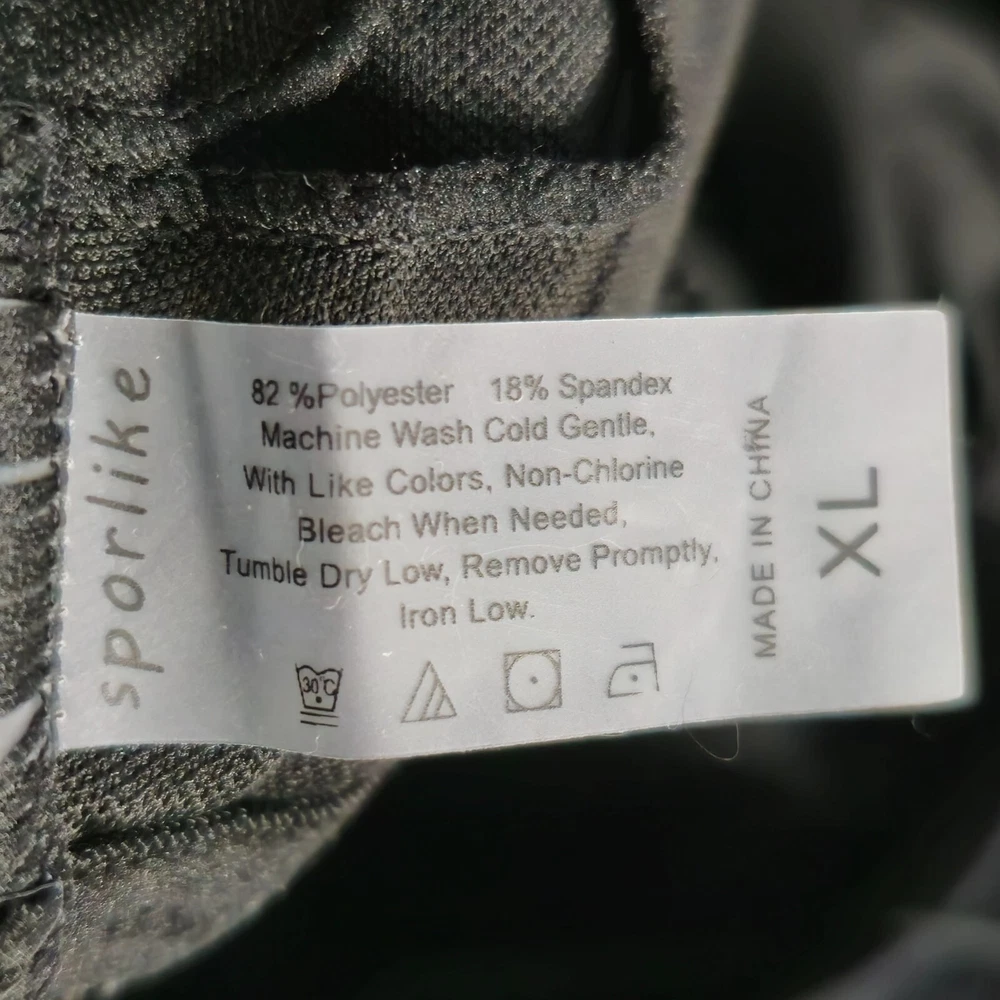 sporlike
82 %Polyester 18% Spandex
Machine Wash Cold Gentle,
With Like Colors, Non-Chlorine
Bleach When Needed,
Tumble Dry Low, Remove Promptly,
Iron Low.
30°C
MADE IN CHINA
XL